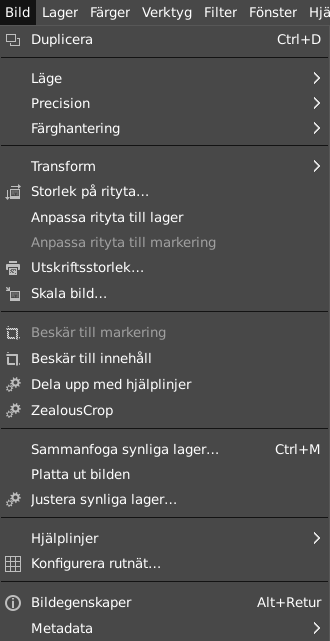 Bild Lager Färger Verktyg Filter Fönster Hjä
Duplicera Ctrl+D
Läge
Precision
Färghantering
Transform
Storlek på rityta...
Anpassa rityta till lager
Anpassa rityta till markering
Utskriftsstorlek...
Skala bild...
Beskär till markering
Beskär till innehåll
Dela upp med hjälplinjer
ZealousCrop
Sammanfoga synliga lager... Ctrl+M
Platta ut bilden
Justera synliga lager...
Hjälplinjer
Konfigurera rutnät...
Bildegenskaper Alt+Retur
Metadata